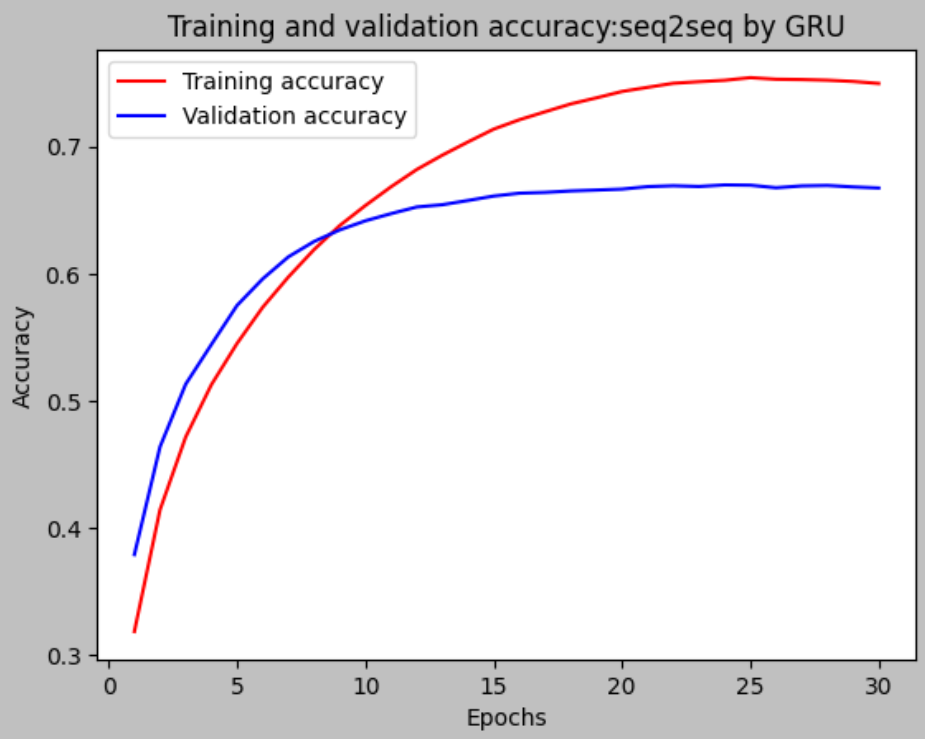 Training and validation accuracy:seq2seq by GRU
Training accuracy
Validation accuracy
0.7
0.6
0.5
0.4
0.3
Accuracy
0 5 10 15 20 25 30
Epochs